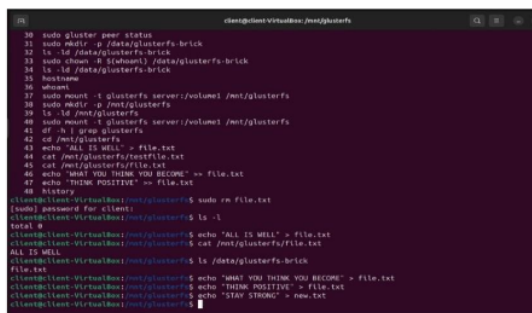 client@client-VirtualBox: /mnt/glusterfs
30 sudo gluster peer status
31 sudo mkdir -p /data/glusterfs-brick
32 ls -ld /data/glusterfs-brick
33 sudo chown -R $(whoami) /data/glusterfs-brick
34 ls -ld /data/glusterfs-brick
35 hostname
36 whoami
37 sudo mount -t glusterfs server:/volume1 /mnt/glusterfs
38 sudo mkdir -p /mnt/glusterfs
39 ls -ld /mnt/glusterfs
40 sudo mount -t glusterfs server:/volume1 /mnt/glusterfs
41 df -h | grep glusterfs
42 cd /mnt/glusterfs
43 echo "ALL IS WELL" > file.txt
44 cat /mnt/glusterfs/testfile.txt
45 cat /mnt/glusterfs/file.txt
46 echo "WHAT YOU THINK YOU BECOME" >> file.txt
47 echo "THINK POSITIVE" >> file.txt
48 history
client@client-VirtualBox:/mnt/glusterfs$ sudo rm file.txt
[sudo] password for client:
client@client-VirtualBox:/mnt/glusterfs$ ls -l
total 0
client@client-VirtualBox:/mnt/glusterfs$ echo "ALL IS WELL" > file.txt
client@client-VirtualBox:/mnt/glusterfs$ cat /mnt/glusterfs/file.txt
ALL IS WELL
client@client-VirtualBox:/mnt/glusterfs$ ls /data/glusterfs-brick
file.txt
client@client-VirtualBox:/mnt/glusterfs$ echo "WHAT YOU THINK YOU BECOME" > file.txt
client@client-VirtualBox:/mnt/glusterfs$ echo "THINK POSITIVE" > file.txt
client@client-VirtualBox:/mnt/glusterfs$ echo "STAY STRONG" > new.txt
client@client-VirtualBox:/mnt/glusterfs$